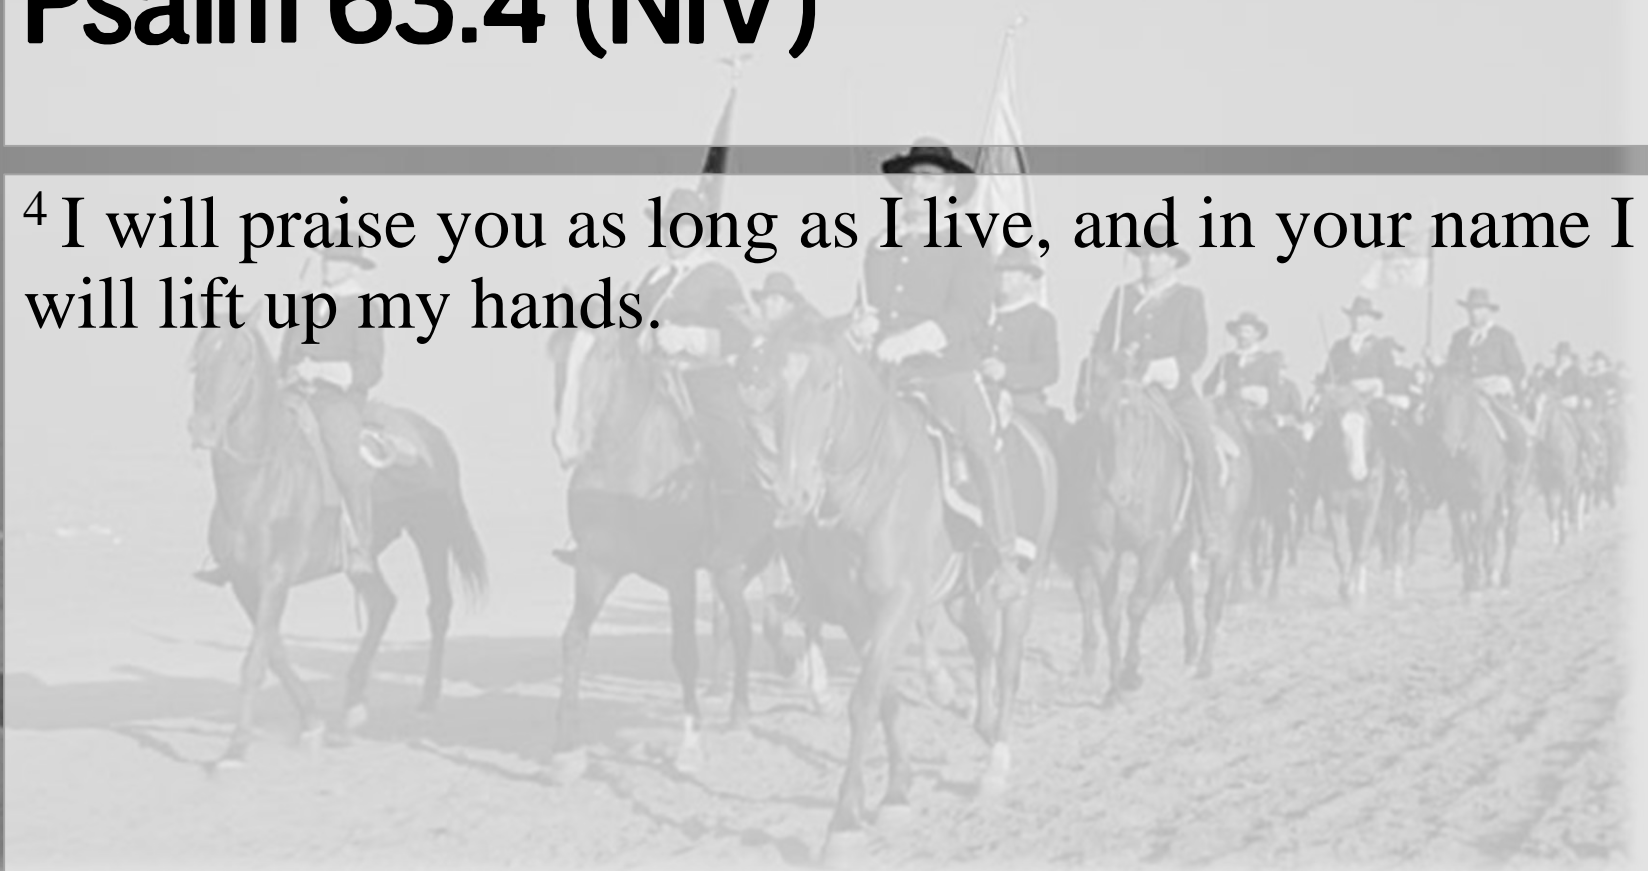 Psalm 63.4 (NIV)
4 I will praise you as long as I live, and in your name I
will lift up my hands.